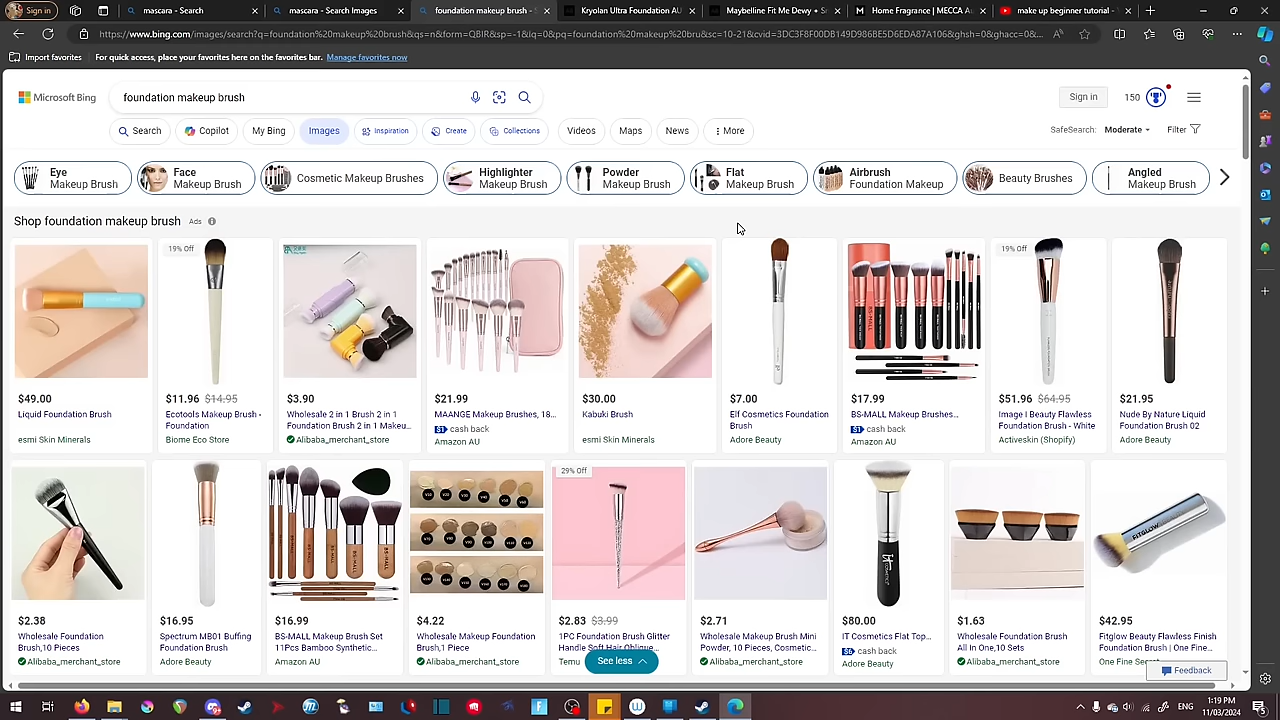 Sign in
mascara - Search
mascara - Search Images
foundation makeup brush - S
Kryolan Ultra Foundation AU
Maybelline Fit Me Dewy + Sm
Home Fragrance | MECCA A
make up beginner tutorial -
Import favorites
For quick access, place your favorites here on the favorites bar.
Manage favorites now
Microsoft Bing
foundation makeup brush
Sign in
150
Search
Copilot
My Bing
Images
Inspiration
Create
Collections
Videos
Maps
News
More
SafeSearch:
Moderate
Filter
Eye
Makeup Brush
Face
Makeup Brush
Cosmetic Makeup Brushes
Highlighter
Makeup Brush
Powder
Makeup Brush
Flat
Makeup Brush
Airbrush
Foundation Makeup
Beauty Brushes
Angled
Makeup Brush
Shop foundation makeup brush
Ads
$49.00
Liquid Foundation Brush
esmi Skin Minerals
19% Off
$11.96 $14.95
Ecotools Makeup Brush -
Foundation
Biome Eco Store
$3.90
Wholesale 2 in 1 Brush 2 in 1
Foundation Brush 2 in 1 Makeu...
Alibaba_merchant_store
$21.99
MAANGE Makeup Brushes, 18...
$1 cash back
Amazon AU
$30.00
Kabuki Brush
esmi Skin Minerals
$7.00
Elf Cosmetics Foundation
Brush
Adore Beauty
BS-MALL
$17.99
BS-MALL Makeup Brushes...
$1 cash back
Amazon AU
19% Off
$51.96 $64.95
Image I Beauty Flawless
Foundation Brush - White
Activeskin (Shopify)
$21.95
Nude By Nature Liquid
Foundation Brush 02
Adore Beauty
$2.38
Wholesale Foundation
Brush,10 Pieces
Alibaba_merchant_store
$16.95
Spectrum MB01 Buffing
Foundation Brush
Adore Beauty
$16.99
BS-MALL Makeup Brush Set
11Pcs Bamboo Synthetic...
Amazon AU
$4.22
Wholesale Makeup Foundation
Brush,1 Piece
Alibaba_merchant_store
29% Off
$2.83 $3.99
1PC Foundation Brush Glitter
Handle Soft Hair Oblique...
Temu
See less
$2.71
Wholesale Makeup Brush Mini
Powder, 10 Pieces, Cosmetic...
Alibaba_merchant_store
it COSMETICS
$80.00
IT Cosmetics Flat Top...
$4 cash back
Adore Beauty
$1.63
Wholesale Foundation Brush
All In One,10 Sets
Alibaba_merchant_store
FITGLOW
$42.95
Fitglow Beauty Flawless Finish
Foundation Brush | One Fine...
One Fine
Feedback
ENG
1:19 PM
11/03/2024